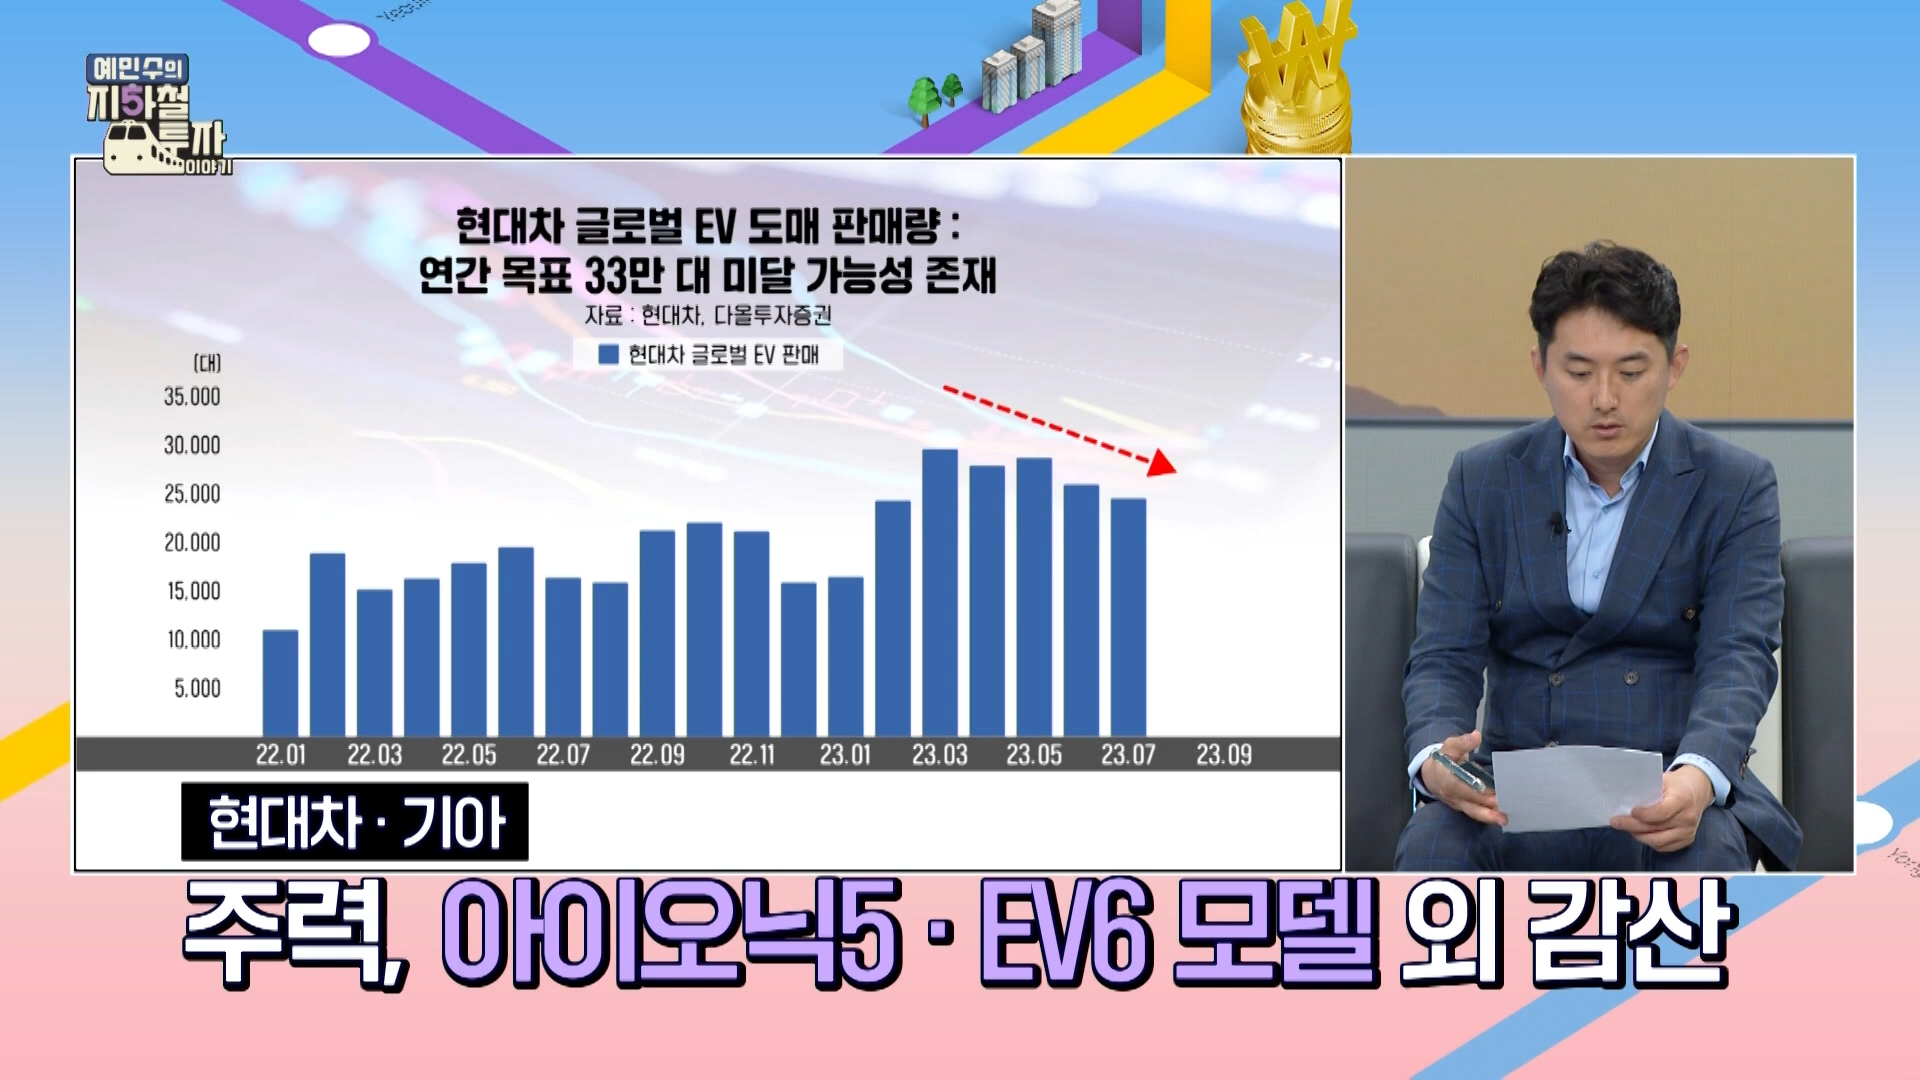 예민수의
지하철
투자
이야기
현대차 글로벌 EV 도매 판매량 :
연간 목표 33만 대 미달 가능성 존재
자료 : 현대차, 다올투자증권
현대차 글로벌 EV 판매
(대)
35,000
30,000
25,000
20,000
15,000
10,000
5,000
22.01 22.03 22.05 22.07 22.09 22.11 23.01 23.03 23.05 23.07 23.09
현대차 · 기아
주력, 아이오닉5 · EV6 모델 외 감산